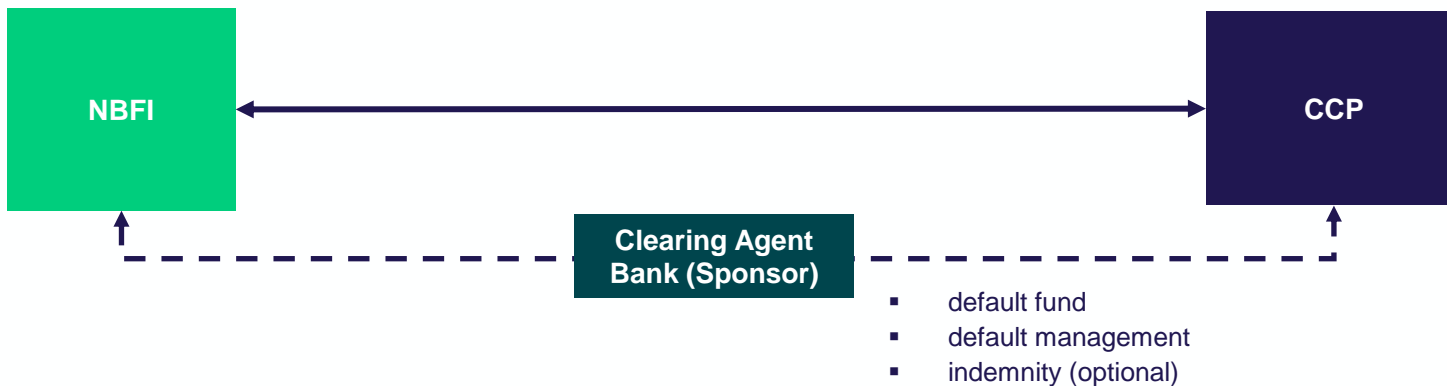 NBFI
CCP
Clearing Agent
Bank (Sponsor)
▪ default fund
▪ default management
▪ indemnity (optional)